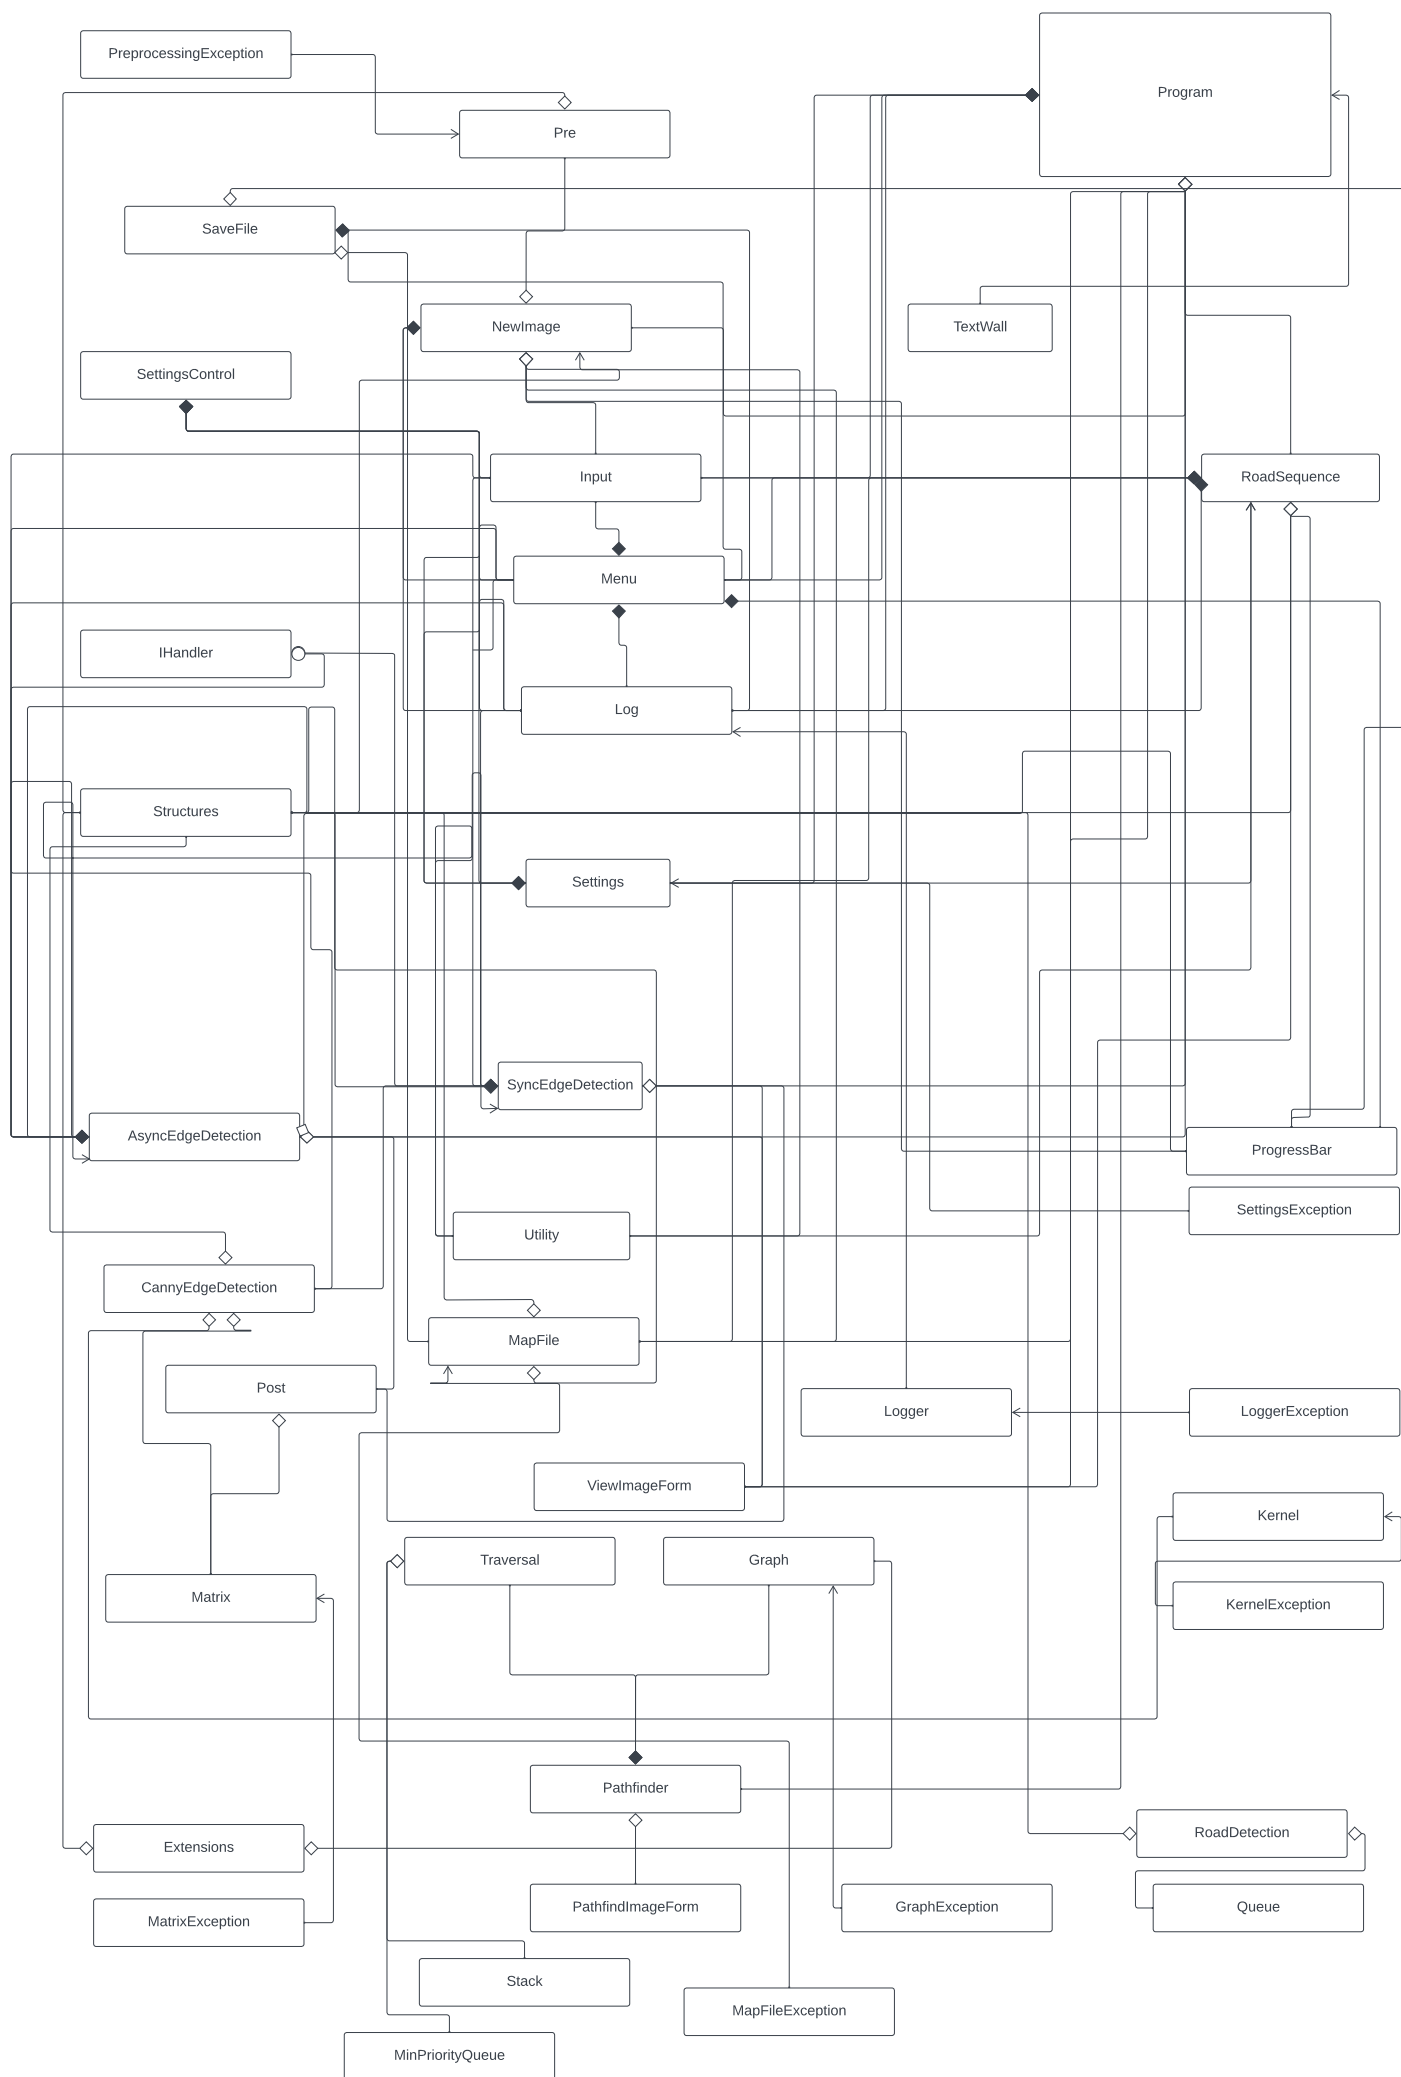 PreprocessingException
Program
Pre
SaveFile
NewImage
TextWall
SettingsControl
Input
RoadSequence
Menu
IHandler
Log
Structures
Settings
SyncEdgeDetection
AsyncEdgeDetection
ProgressBar
SettingsException
Utility
CannyEdgeDetection
MapFile
Post
Logger
LoggerException
ViewImageForm
Kernel
Traversal
Graph
Matrix
KernelException
Pathfinder
RoadDetection
Extensions
PathfindImageForm
GraphException
Queue
MatrixException
Stack
MapFileException
MinPriorityQueue